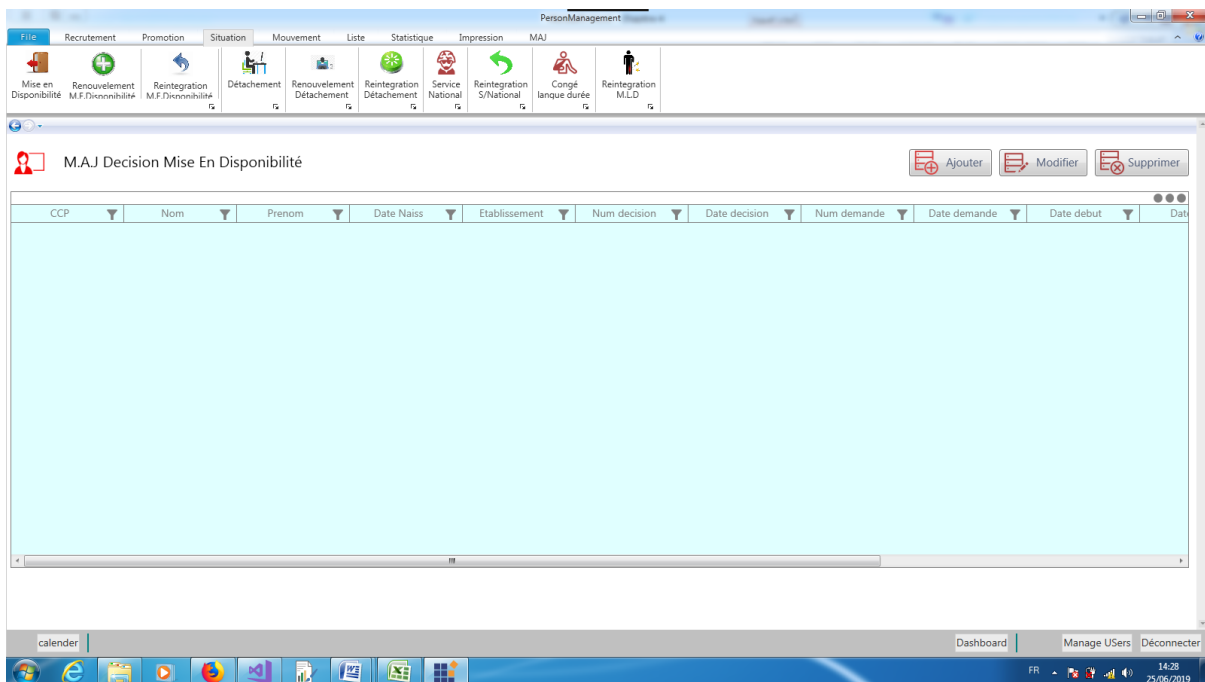 PersonManagement
File Recrutement Promotion Situation Mouvement Liste Statistique Impression MAJ
Mise en Disponibilité
Renouvelement M.E.Disponibilité
Reintegration M.E.Disponibilité
Détachement
Renouvelement Détachement
Reintegration Détachement
Service National
Reintegration S/National
Congé lanque durée
Reintegration M.L.D
M.A.J Decision Mise En Disponibilité
Ajouter Modifier Supprimer
CCP Nom Prenom Date Naiss Etablissement Num decision Date decision Num demande Date demande Date debut Date
calender Dashboard Manage USers Déconnecter
FR 14:28
25/06/2019